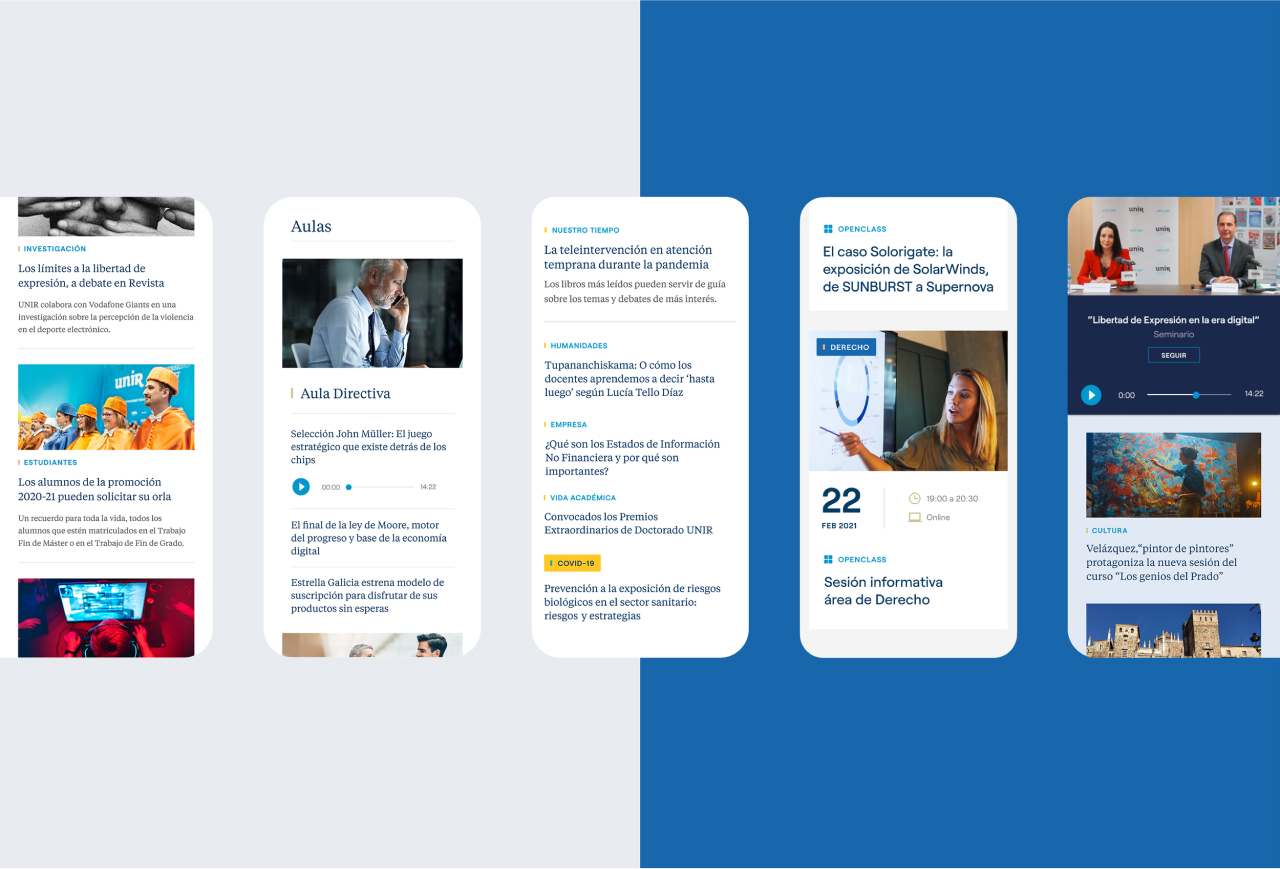 INVESTIGACIÓN
Los límites a la libertad de
expresión, a debate en Revista
UNIR colabora con Vodafone Giants en una
investigación sobre la percepción de la violencia
en el deporte electrónico.
unir
ESTUDIANTES
Los alumnos de la promoción
2020-21 pueden solicitar su orla
Un recuerdo para toda la vida, todos los
alumnos que estén matriculados en el Trabajo
Fin de Máster o en el Trabajo de Fin de Grado.
Aulas
Aula Directiva
Selección John Müller: El juego
estratégico que existe detrás de los
chips
00:00 14:22
El final de la ley de Moore, motor
del progreso y base de la economía
digital
Estrella Galicia estrena modelo de
suscripción para disfrutar de sus
productos sin esperas
NUESTRO TIEMPO
La teleintervención en atención
temprana durante la pandemia
Los libros más leídos pueden servir de guía
sobre los temas y debates de más interés.
HUMANIDADES
Tupananchiskama: O cómo los
docentes aprendemos a decir ‘hasta
luego’ según Lucía Tello Díaz
EMPRESA
¿Qué son los Estados de Información
No Financiera y por qué son
importantes?
VIDA ACADÉMICA
Convocados los Premios
Extraordinarios de Doctorado UNIR
COVID-19
Prevención a la exposición de riesgos
biológicos en el sector sanitario:
riesgos y estrategias
OPENCLASS
El caso Solorigate: la
exposición de SolarWinds,
de SUNBURST a Supernova
DERECHO
22
FEB 2021
19:00 a 20:30
Online
OPENCLASS
Sesión informativa
área de Derecho
unir
unir
unir
unir
“Libertad de Expresión en la era digital”
Seminario
SEGUIR
0:00 14:22
CULTURA
Velázquez,“pintor de pintores”
protagoniza la nueva sesión del
curso “Los genios del Prado”